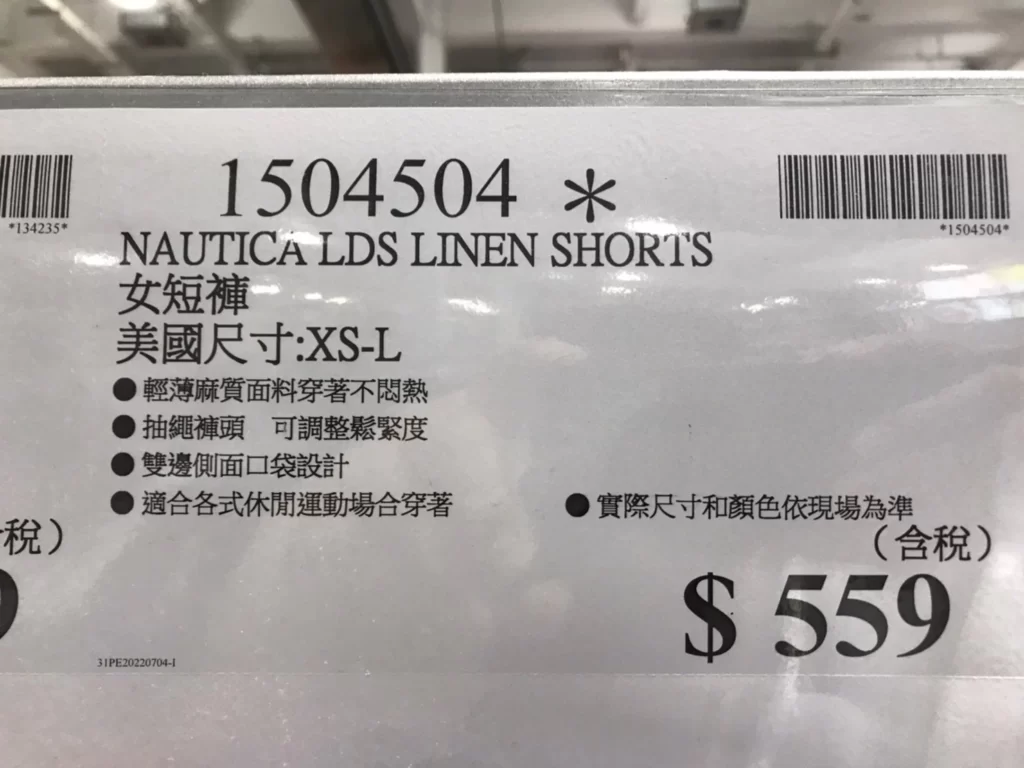 *134235*
1504504 *
*1504504*
NAUTICA LDS LINEN SHORTS
女短褲
美國尺寸:XS-L
●輕薄麻質面料穿著不悶熱
●抽繩褲頭　可調整鬆緊度
●雙邊側面口袋設計
●適合各式休閒運動場合穿著
●實際尺寸和顏色依現場為準
稅）
（含稅）
9
$ 559
31PE20220704-1